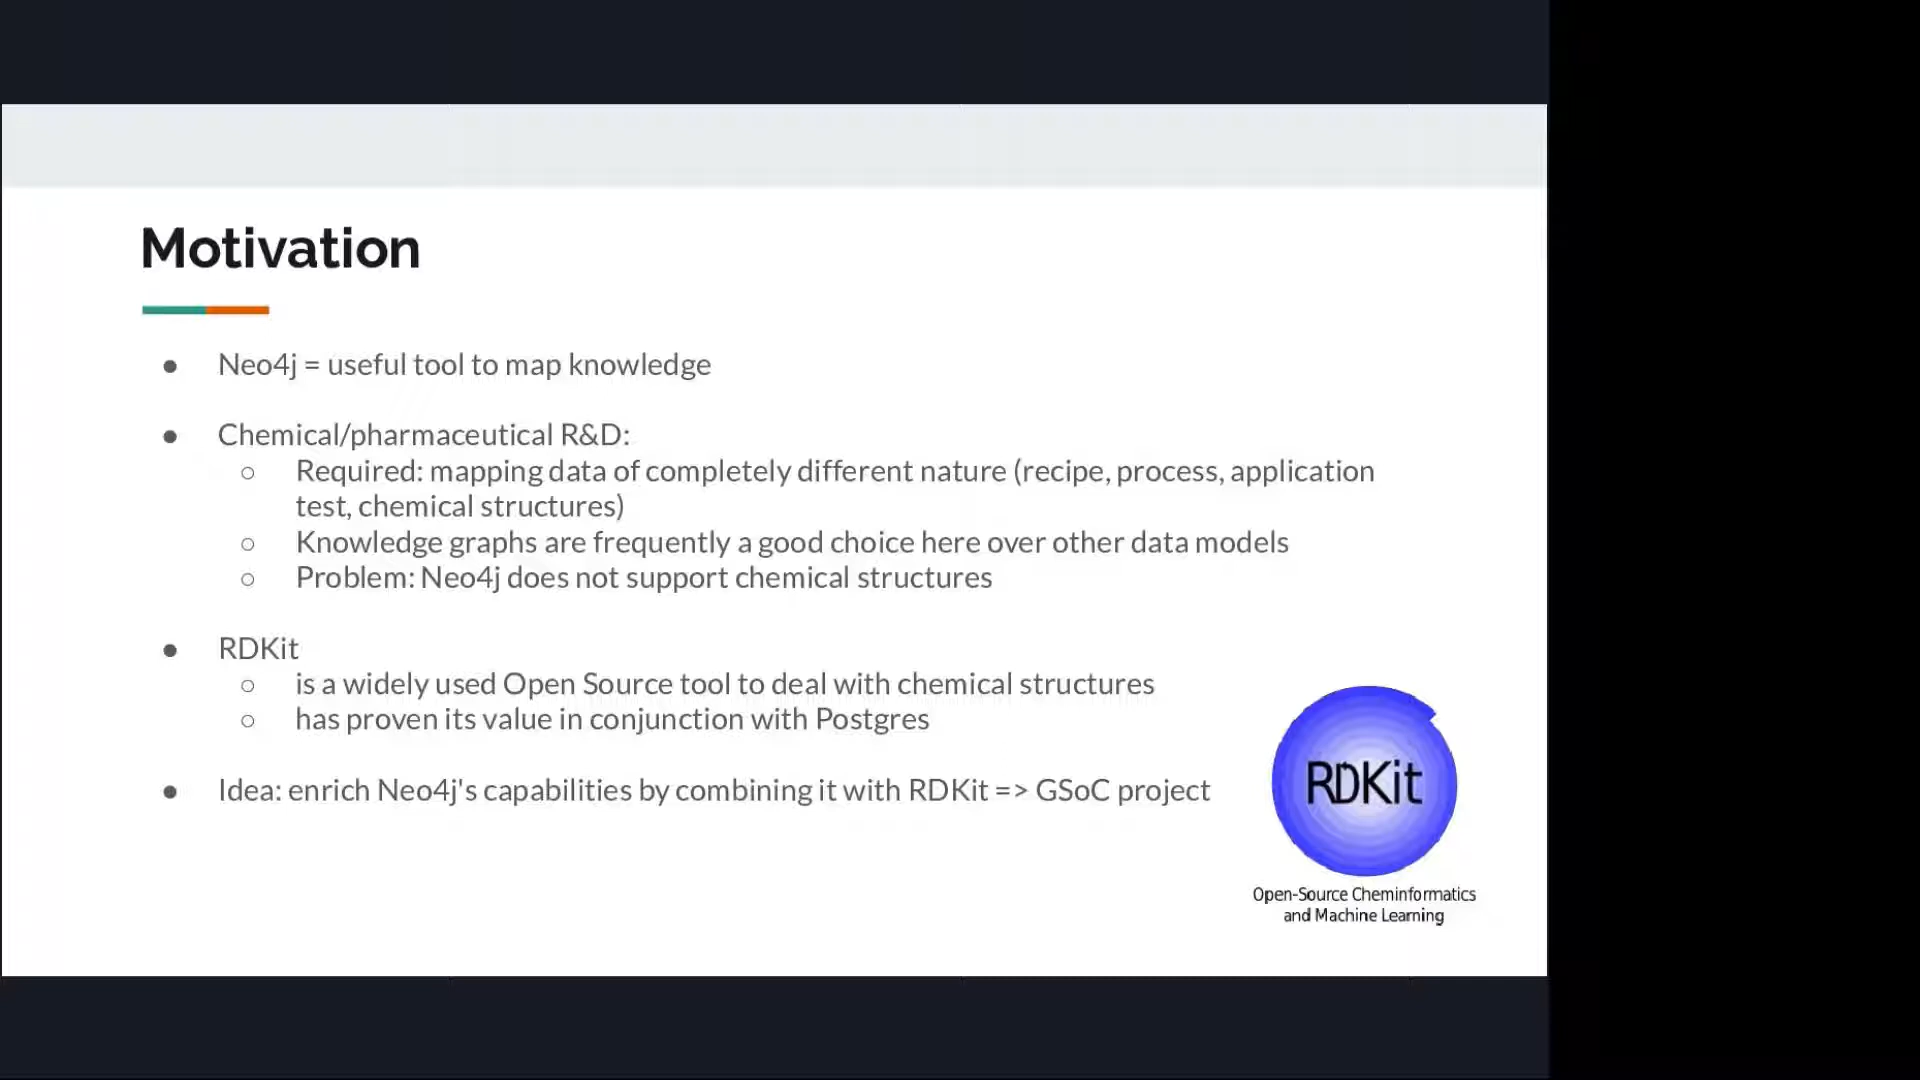 Motivation
● Neo4j = useful tool to map knowledge
● Chemical/pharmaceutical R&D:
○ Required: mapping data of completely different nature (recipe, process, application
test, chemical structures)
○ Knowledge graphs are frequently a good choice here over other data models
○ Problem: Neo4j does not support chemical structures
● RDKit
○ is a widely used Open Source tool to deal with chemical structures
○ has proven its value in conjunction with Postgres
● Idea: enrich Neo4j's capabilities by combining it with RDKit => GSoC project
RDKit
Open-Source Cheminformatics
and Machine Learning